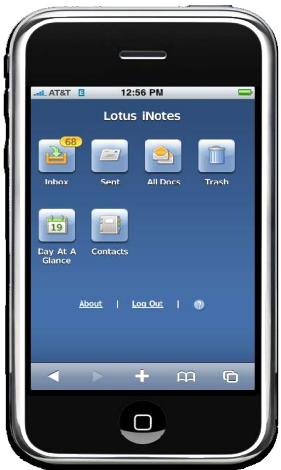 AT&T E 12:56 PM
Lotus iNotes
68
Inbox Sent All Docs Trash
19
Day At A Glance Contacts
About | Log Out | ?